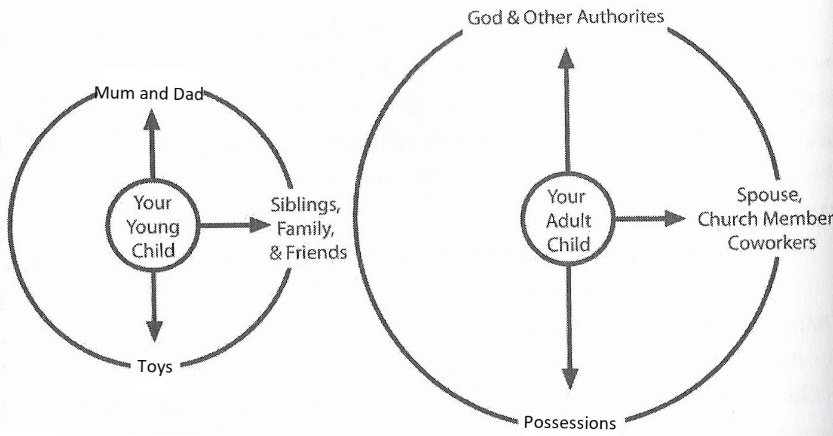 Mum and Dad
Your
Young
Child
Siblings,
Family,
& Friends
Toys
God & Other Authorites
Your
Adult
Child
Spouse,
Church Member
Coworkers
Possessions